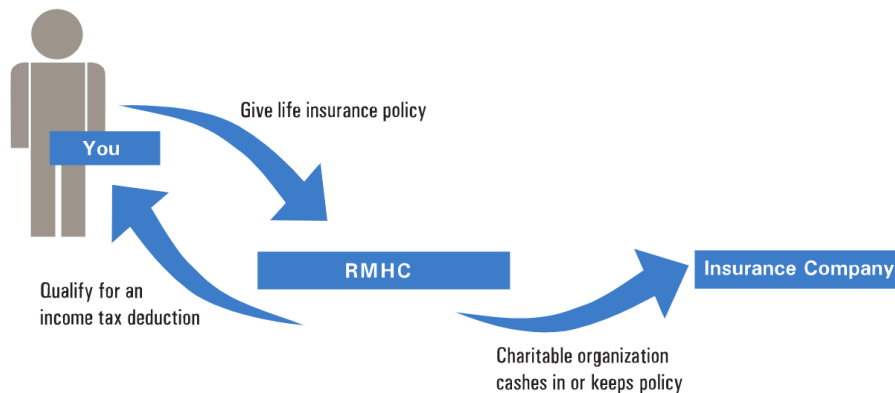 Give life insurance policy
You
RMHC
Insurance Company
Qualify for an
income tax deduction
Charitable organization
cashes in or keeps policy